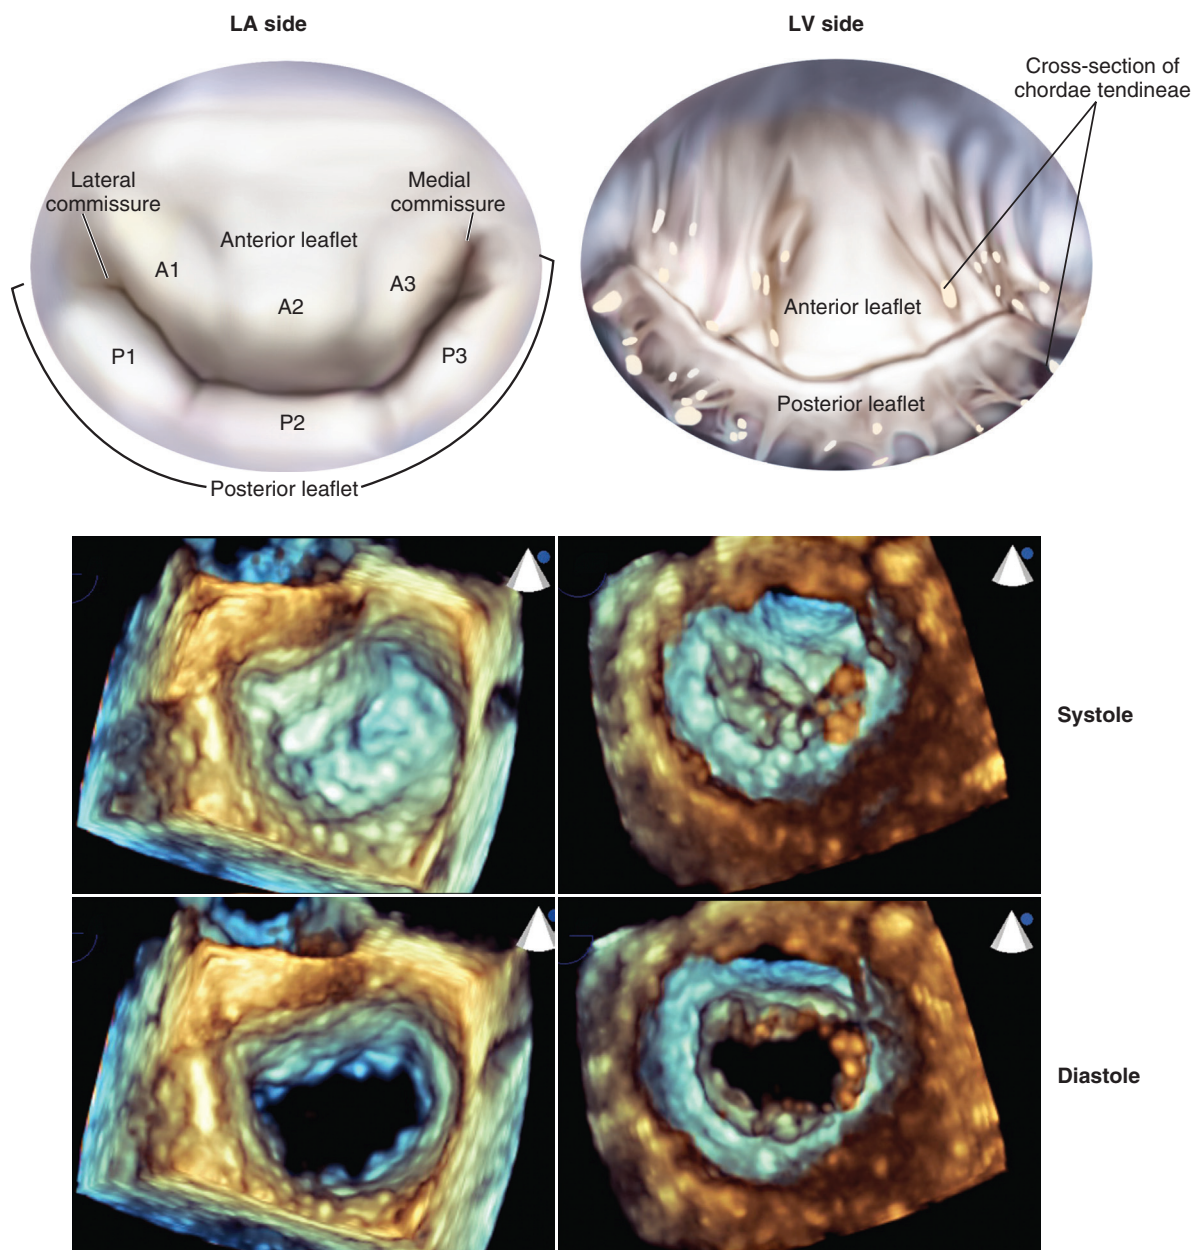 LA side
LV side
Cross-section of
chordae tendineae
Lateral
commissure
Medial
commissure
Anterior leaflet
A1
A3
A2
Anterior leaflet
P1
P3
P2
Posterior leaflet
Posterior leaflet
Systole
Diastole